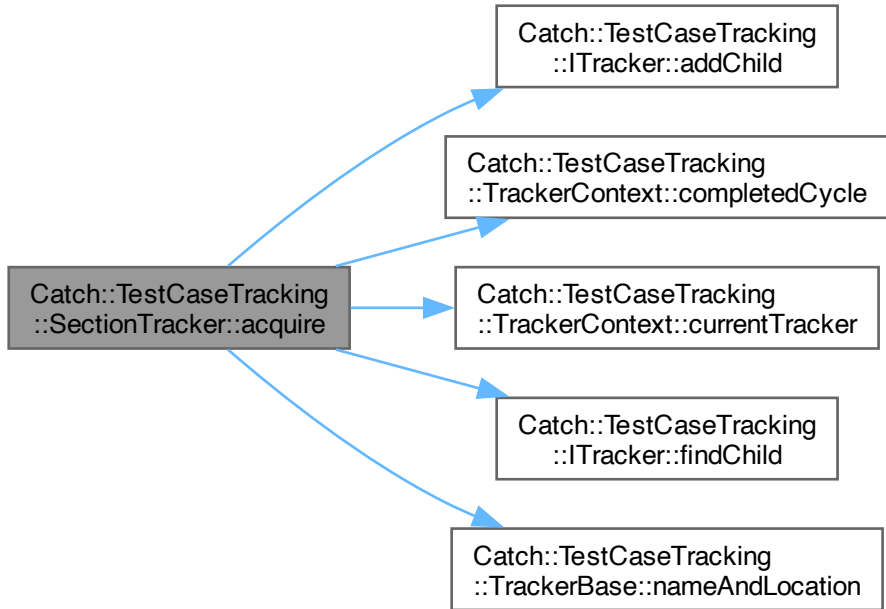 Catch::TestCaseTracking
::ITracker::addChild
Catch::TestCaseTracking
::TrackerContext::completedCycle
Catch::TestCaseTracking
::SectionTracker::acquire
Catch::TestCaseTracking
::TrackerContext::currentTracker
Catch::TestCaseTracking
::ITracker::findChild
Catch::TestCaseTracking
::TrackerBase::nameAndLocation